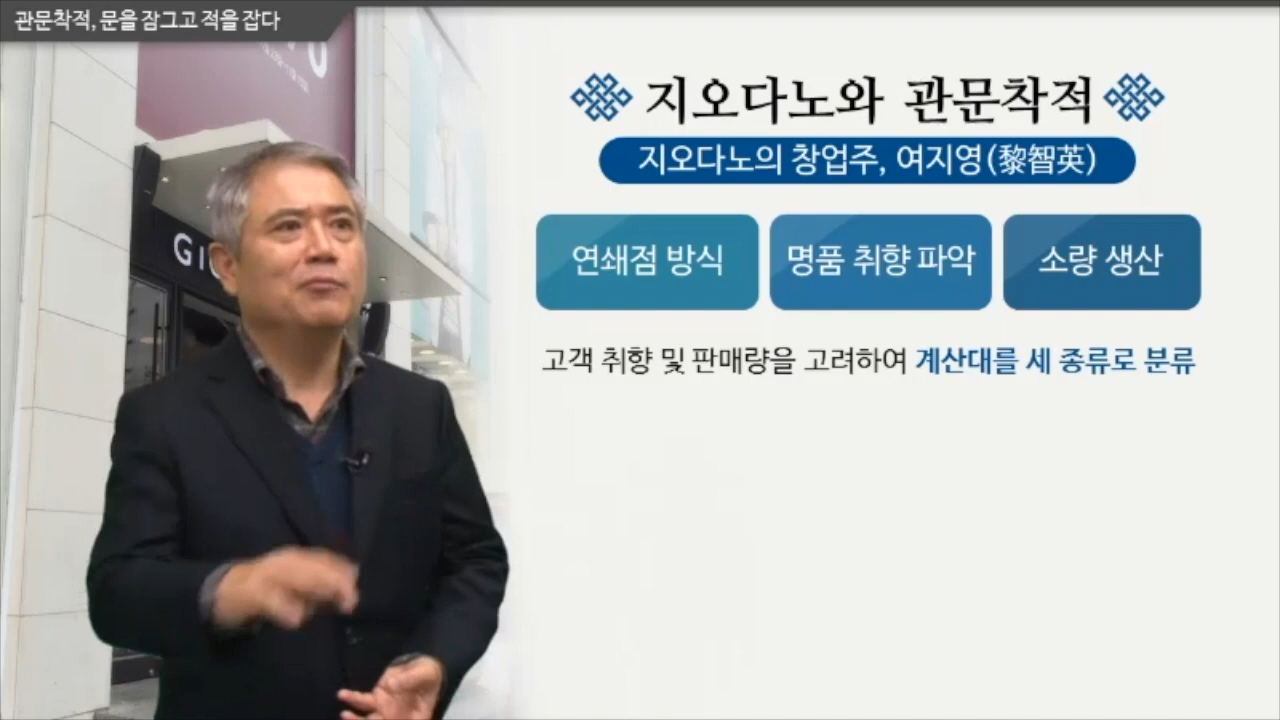 관문착적, 문을 잠그고 적을 잡다
지오다노와 관문착적
지오다노의 창업주, 여지영(黎智英)
연쇄점 방식
명품 취향 파악
소량 생산
고객 취향 및 판매량을 고려하여 계산대를 세 종류로 분류